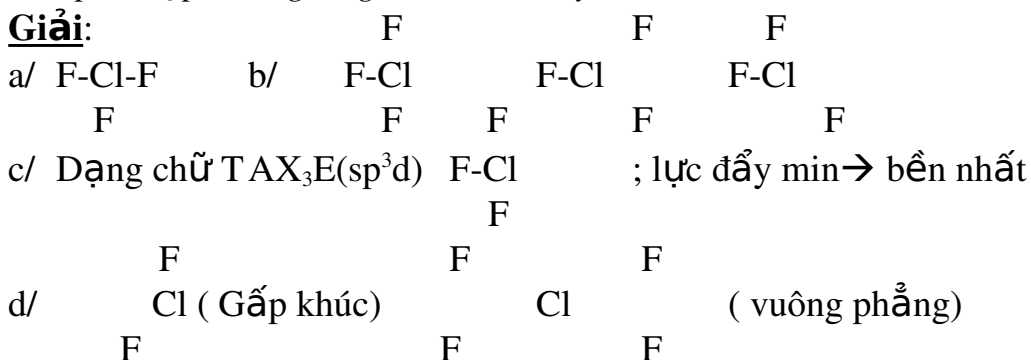 Giải: F F F
a/ F-Cl-F b/ F-Cl F-Cl F-Cl
F F F F F
c/ Dạng chữ T AX₃E(sp³d) F-Cl ; lực đẩy min→ bền nhất
F
F F F
d/ Cl ( Gấp khúc) Cl ( vuông phẳng)
F F F